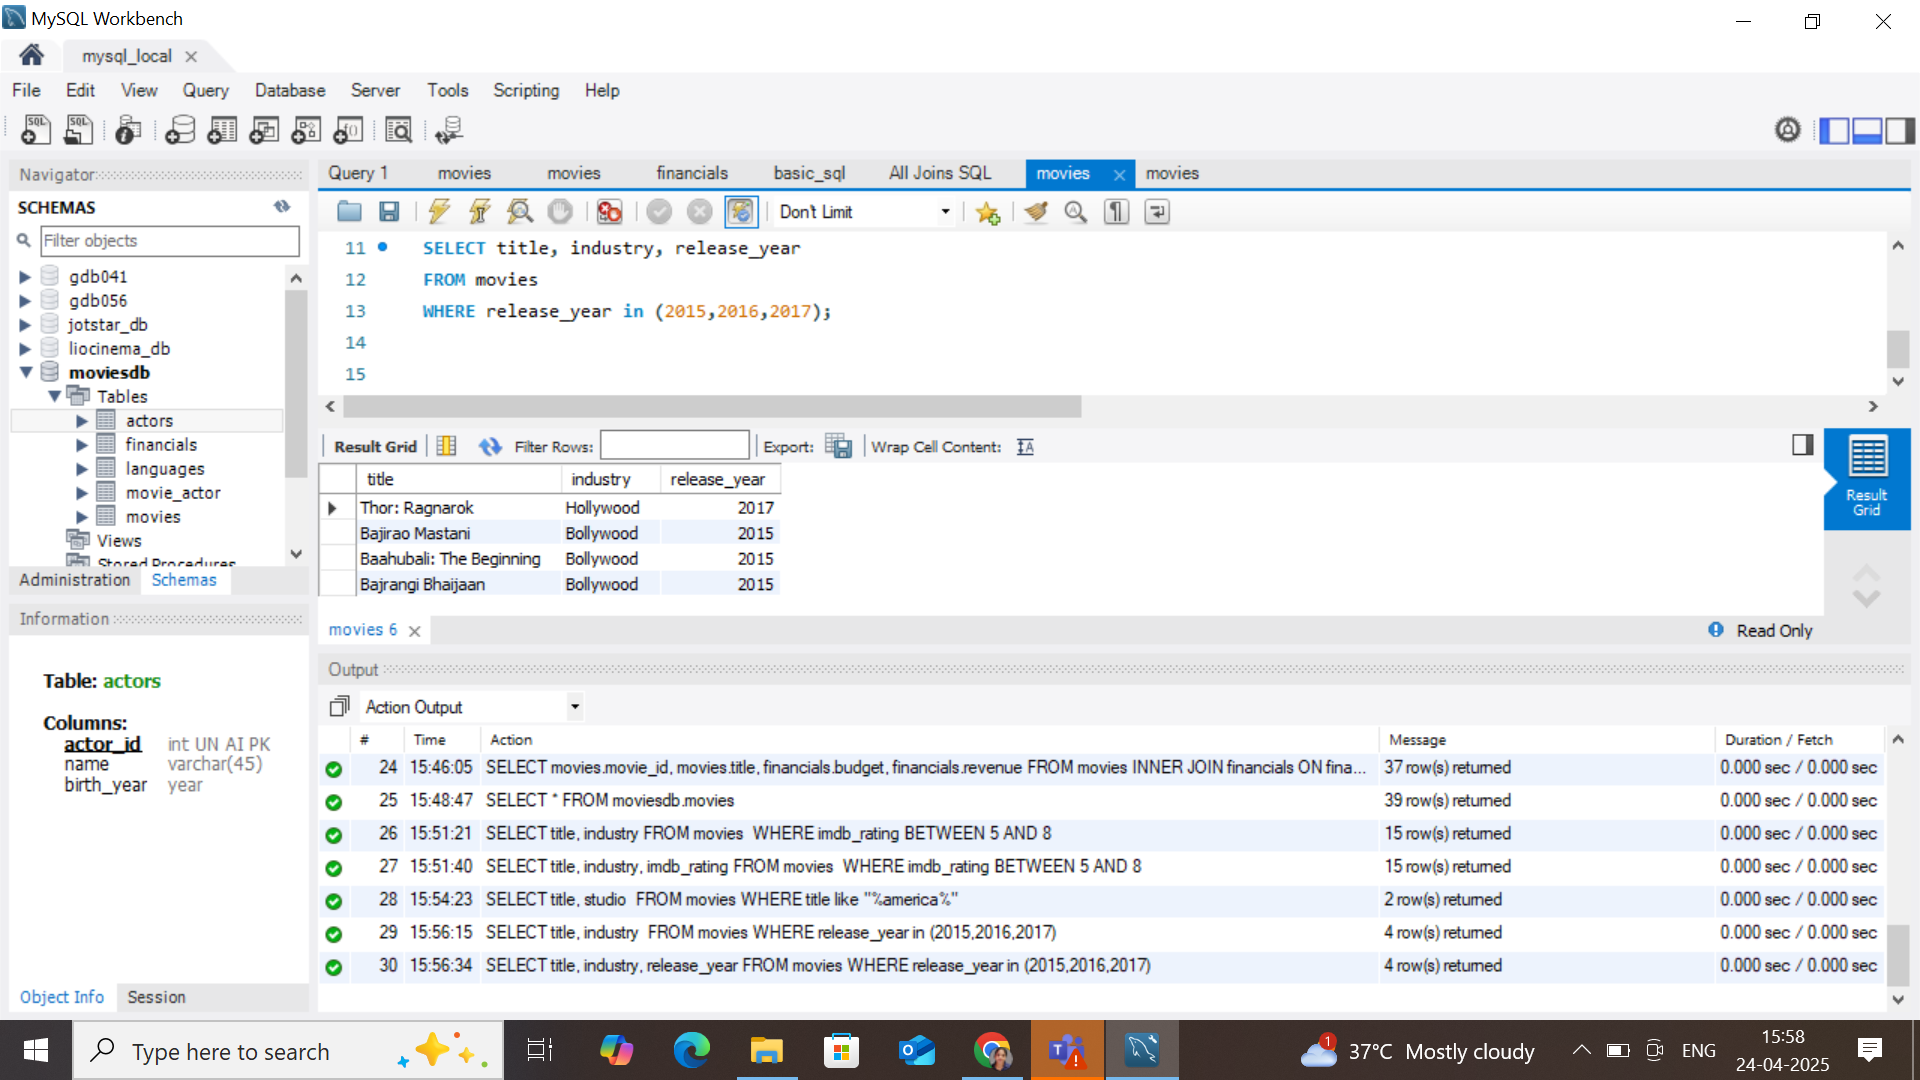 MySQL Workbench
mysql_local
File Edit View Query Database Server Tools Scripting Help
Navigator
SCHEMAS
Filter objects
gdb041
gdb056
jotstar_db
liocinema_db
moviesdb
Tables
actors
financials
languages
movie_actor
movies
Views
Stored Procedures
Administration Schemas
Information
Table: actors
Columns:
actor_id int UN AI PK
name varchar(45)
birth_year year
Object Info Session
Query 1 movies movies financials basic_sql All Joins SQL movies movies
Don't Limit
11 SELECT title, industry, release_year
12 FROM movies
13 WHERE release_year in (2015,2016,2017);
14
15
Result Grid Filter Rows: Export: Wrap Cell Content:
title industry release_year
Thor: Ragnarok Hollywood 2017
Bajirao Mastani Bollywood 2015
Baahubali: The Beginning Bollywood 2015
Bajrangi Bhaijaan Bollywood 2015
Result
Grid
movies 6
Read Only
Output
Action Output
# Time Action Message Duration / Fetch
24 15:46:05 SELECT movies.movie_id, movies.title, financials.budget, financials.revenue FROM movies INNER JOIN financials ON fina... 37 row(s) returned 0.000 sec / 0.000 sec
25 15:48:47 SELECT * FROM moviesdb.movies 39 row(s) returned 0.000 sec / 0.000 sec
26 15:51:21 SELECT title, industry FROM movies  WHERE imdb_rating BETWEEN 5 AND 8 15 row(s) returned 0.000 sec / 0.000 sec
27 15:51:40 SELECT title, industry, imdb_rating FROM movies  WHERE imdb_rating BETWEEN 5 AND 8 15 row(s) returned 0.000 sec / 0.000 sec
28 15:54:23 SELECT title, studio  FROM movies WHERE title like "%america%" 2 row(s) returned 0.000 sec / 0.000 sec
29 15:56:15 SELECT title, industry  FROM movies WHERE release_year in (2015,2016,2017) 4 row(s) returned 0.000 sec / 0.000 sec
30 15:56:34 SELECT title, industry, release_year FROM movies WHERE release_year in (2015,2016,2017) 4 row(s) returned 0.000 sec / 0.000 sec
Type here to search
1
37°C Mostly cloudy
ENG
15:58
24-04-2025